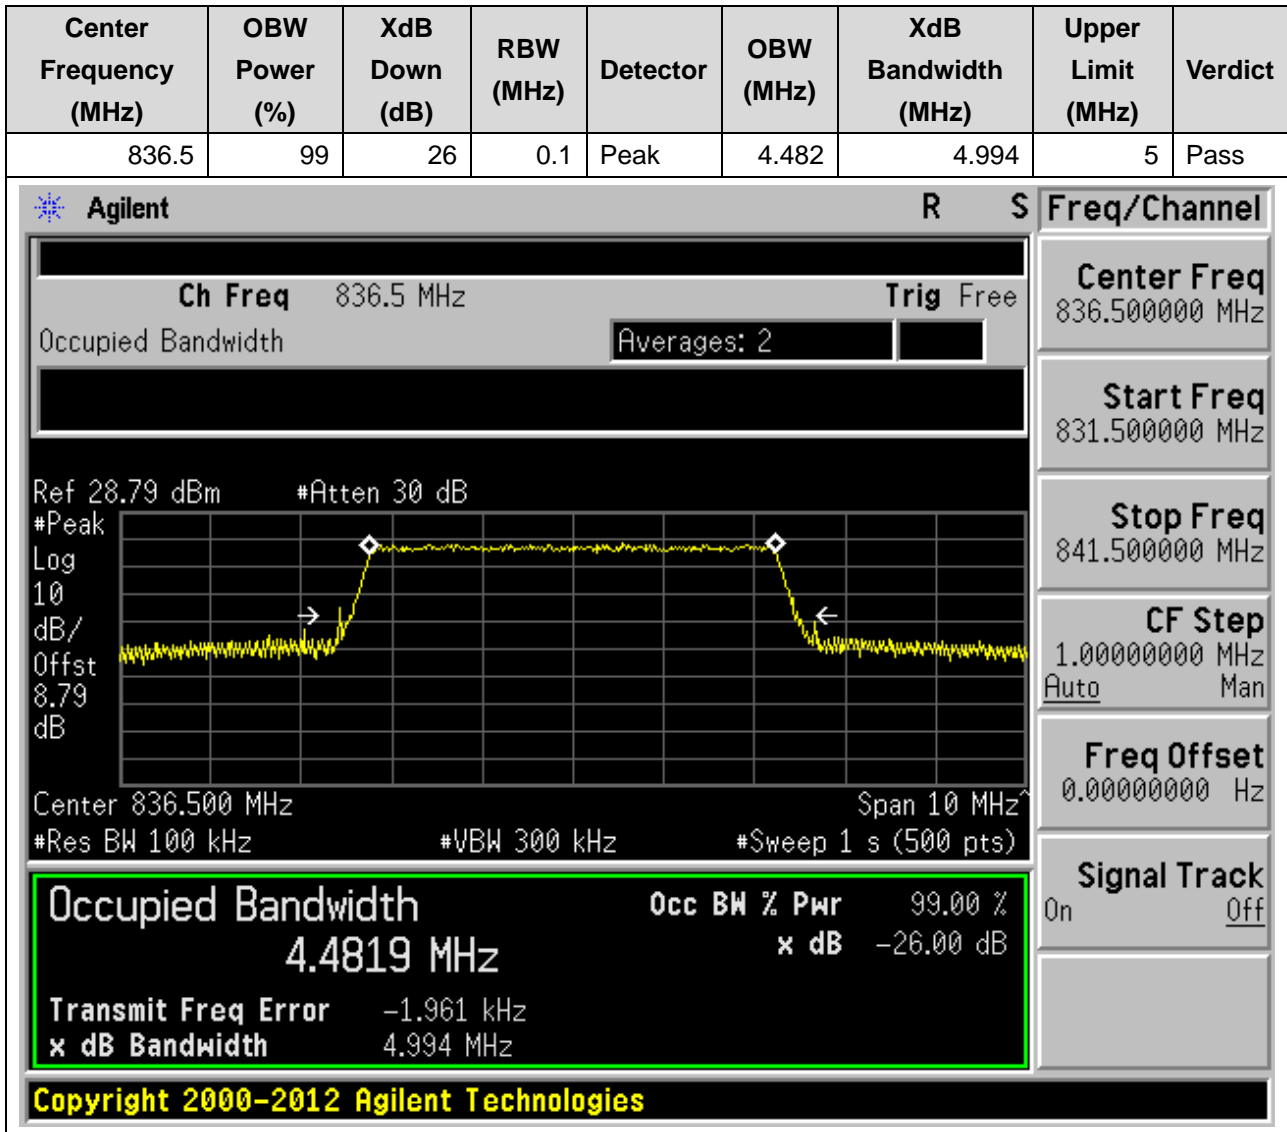 Center Frequency (MHz) OBW Power (%) XdB Down (dB) RBW (MHz) Detector OBW (MHz) XdB Bandwidth (MHz) Upper Limit (MHz) Verdict
836.5 99 26 0.1 Peak 4.482 4.994 5 Pass
Agilent R S
Ch Freq 836.5 MHz Trig Free
Occupied Bandwidth Averages: 2
Ref 28.79 dBm #Atten 30 dB
#Peak
Log
10
dB/
Offst
8.79
dB
Center 836.500 MHz Span 10 MHz^
#Res BW 100 kHz #VBW 300 kHz #Sweep 1 s (500 pts)
Occupied Bandwidth Occ BW % Pwr 99.00 %
4.4819 MHz x dB -26.00 dB
Transmit Freq Error -1.961 kHz
x dB Bandwidth 4.994 MHz
Copyright 2000-2012 Agilent Technologies
Freq/Channel
Center Freq
836.500000 MHz
Start Freq
831.500000 MHz
Stop Freq
841.500000 MHz
CF Step
1.00000000 MHz
Auto Man
Freq Offset
0.00000000 Hz
Signal Track
On Off